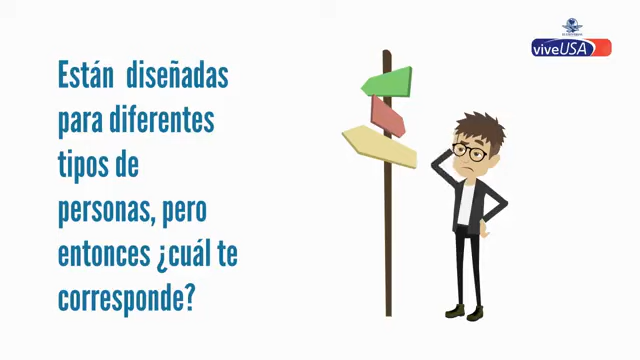 viveUSA
Están diseñadas
para diferentes
tipos de
personas, pero
entonces ¿cuál te
corresponde?